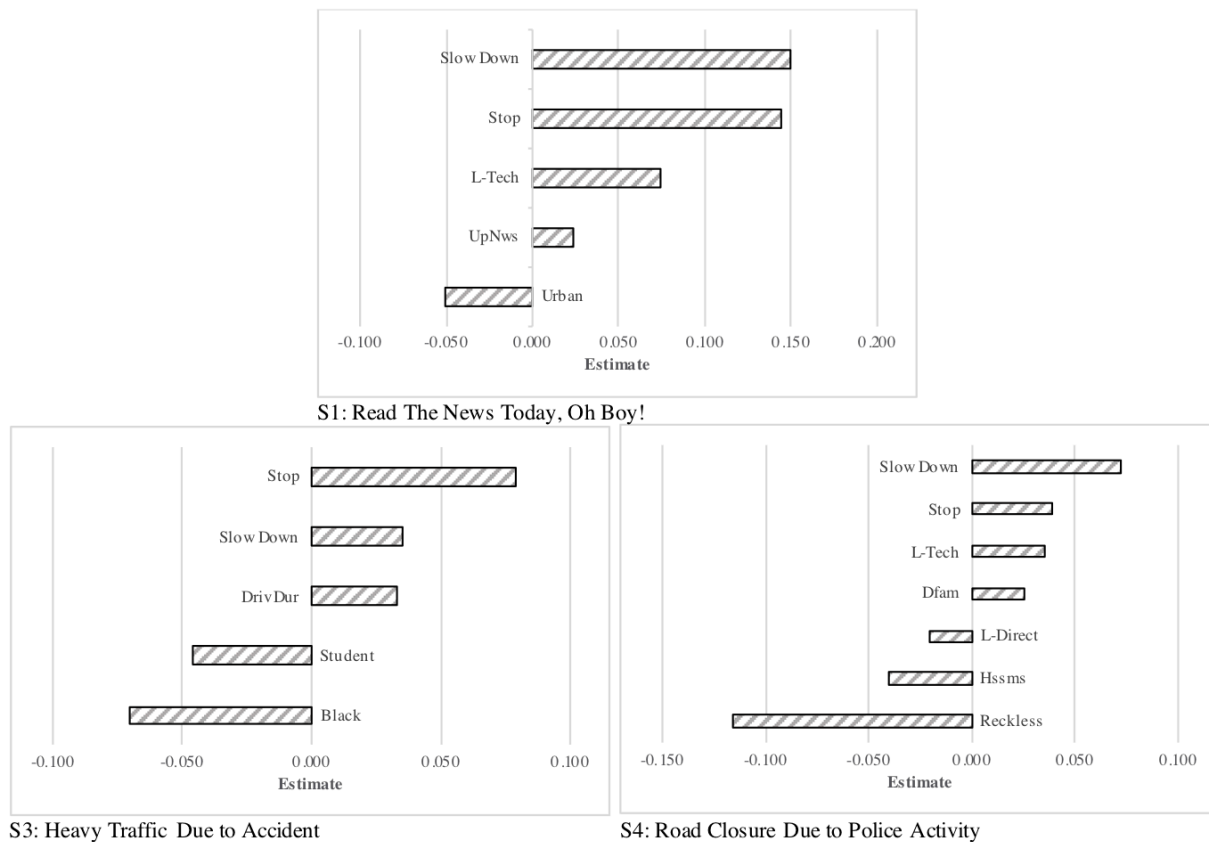 Slow Down
Stop
L-Tech
UpNws
Urban
-0.100 -0.050 0.000 0.050 0.100 0.150 0.200
Estimate
S1: Read The News Today, Oh Boy!
Stop
Slow Down
DrivDur
Student
Black
-0.100 -0.050 0.000 0.050 0.100
Estimate
S3: Heavy Traffic Due to Accident
Slow Down
Stop
L-Tech
Dfam
L-Direct
Hssms
Reckless
-0.150 -0.100 -0.050 0.000 0.050 0.100
Estimate
S4: Road Closure Due to Police Activity